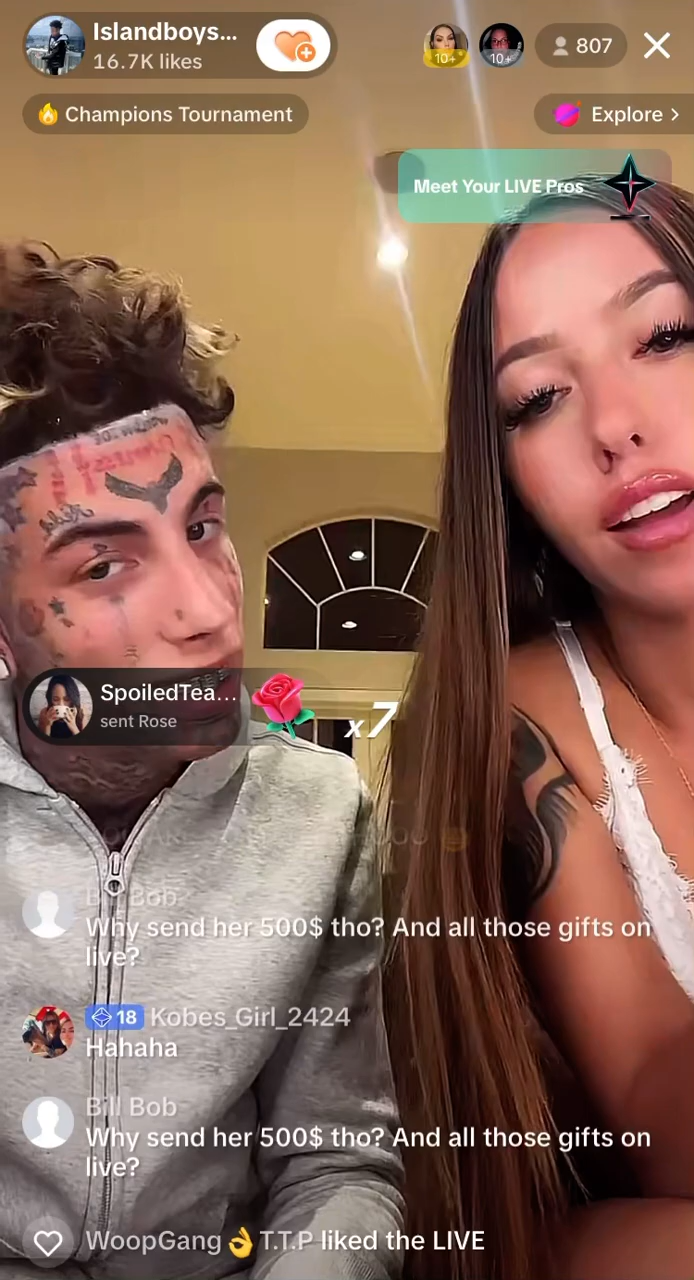 Islandboys...
16.7K likes
10+
10+
807
Champions Tournament
Explore >
Meet Your LIVE Pros
SpoiledTea...
sent Rose
x7
Bill Bob
Why send her 500$ tho? And all those gifts on
live?
18 Kobes_Girl_2424
Hahaha
Bill Bob
Why send her 500$ tho? And all those gifts on
live?
WoopGang👌T.T.P liked the LIVE